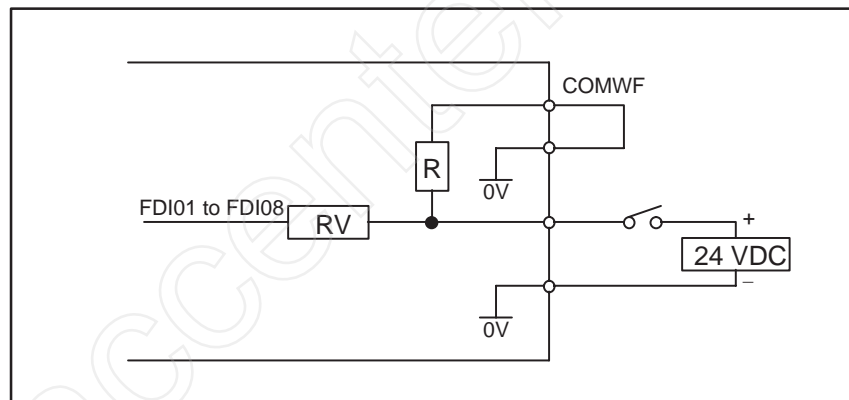 COMWF
R
0V
FDI01 to FDI08
RV
+
24 VDC
−
0V